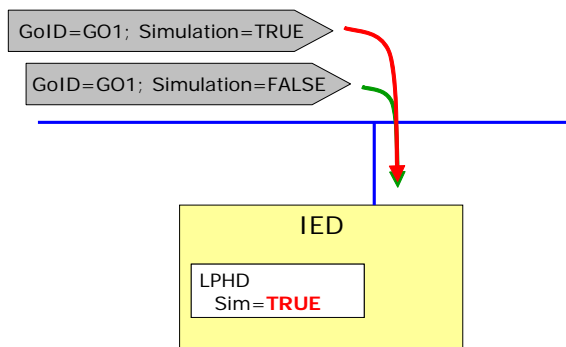 GoID=GO1; Simulation=TRUE
GoID=GO1; Simulation=FALSE
IED
LPHD
Sim=TRUE